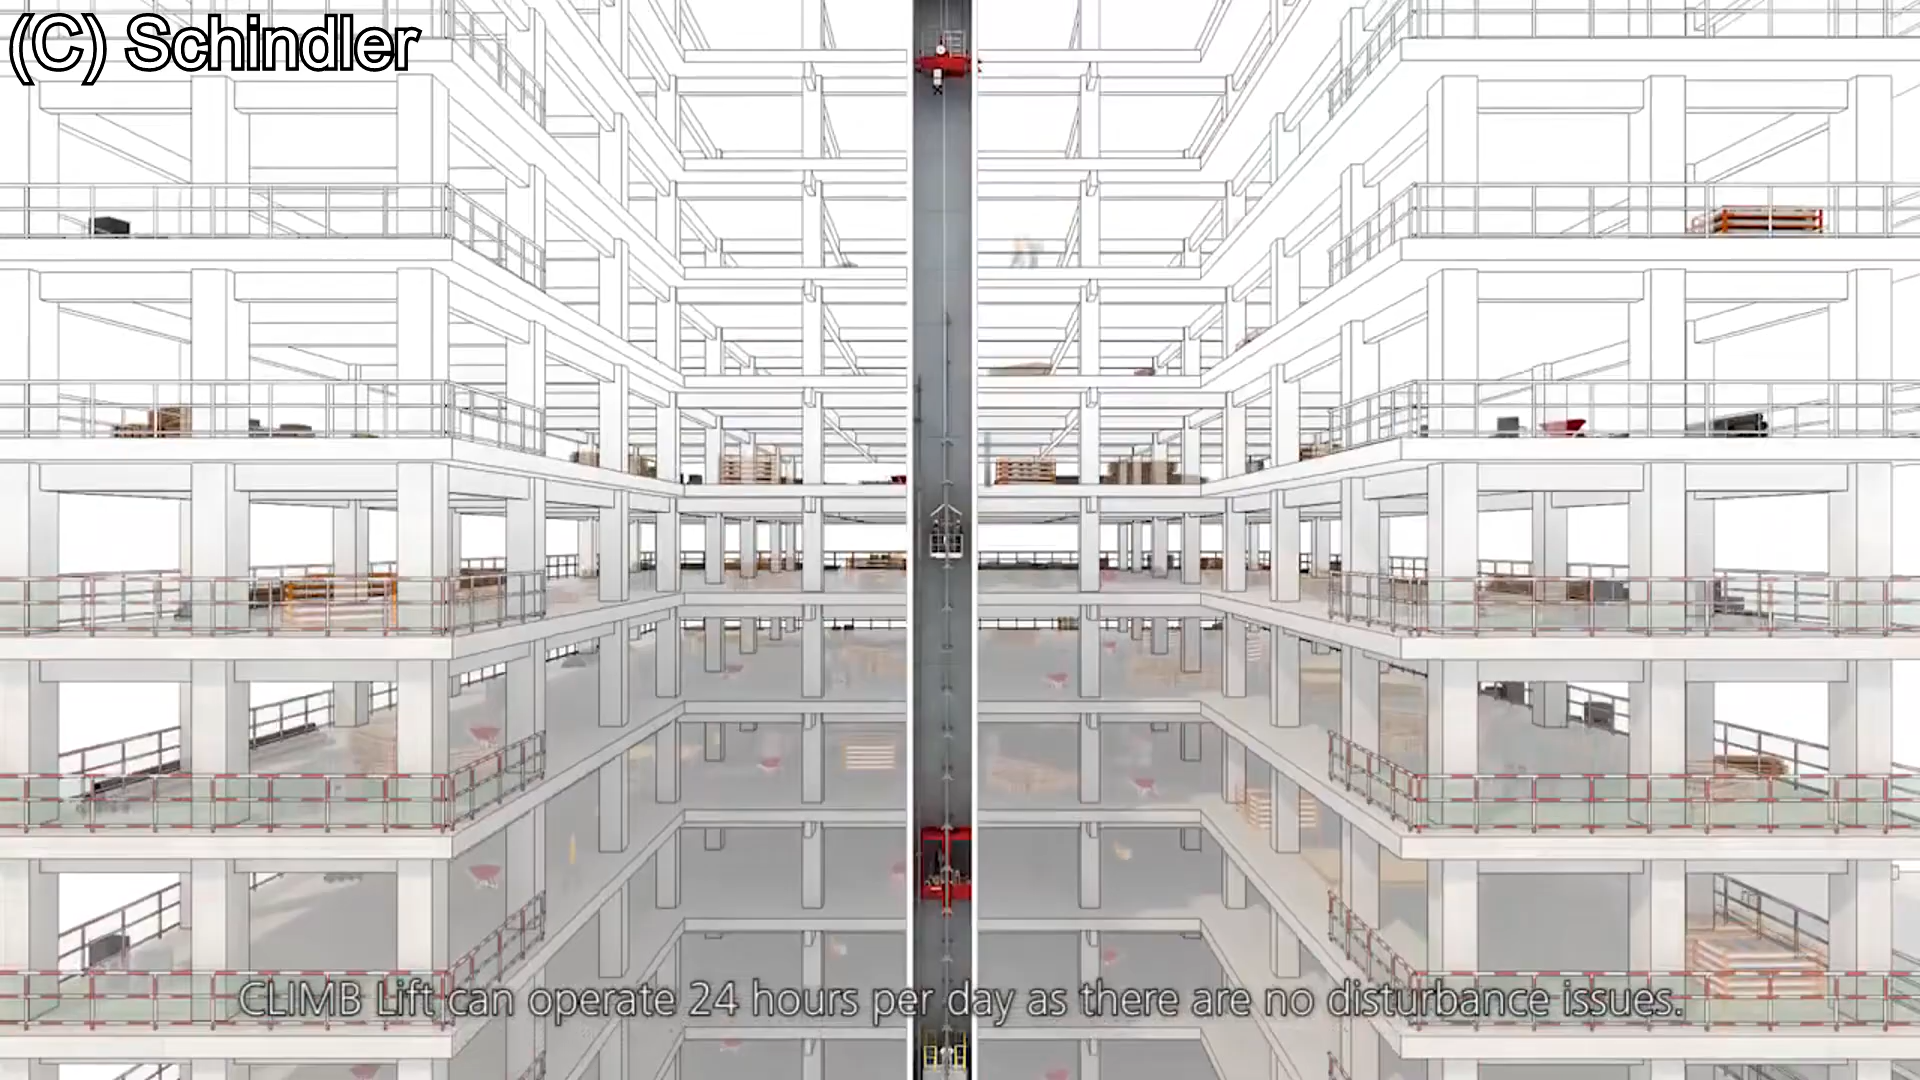 (C) Schindler
CLIMB Lift can operate 24 hours per day as there are no disturbance issues.